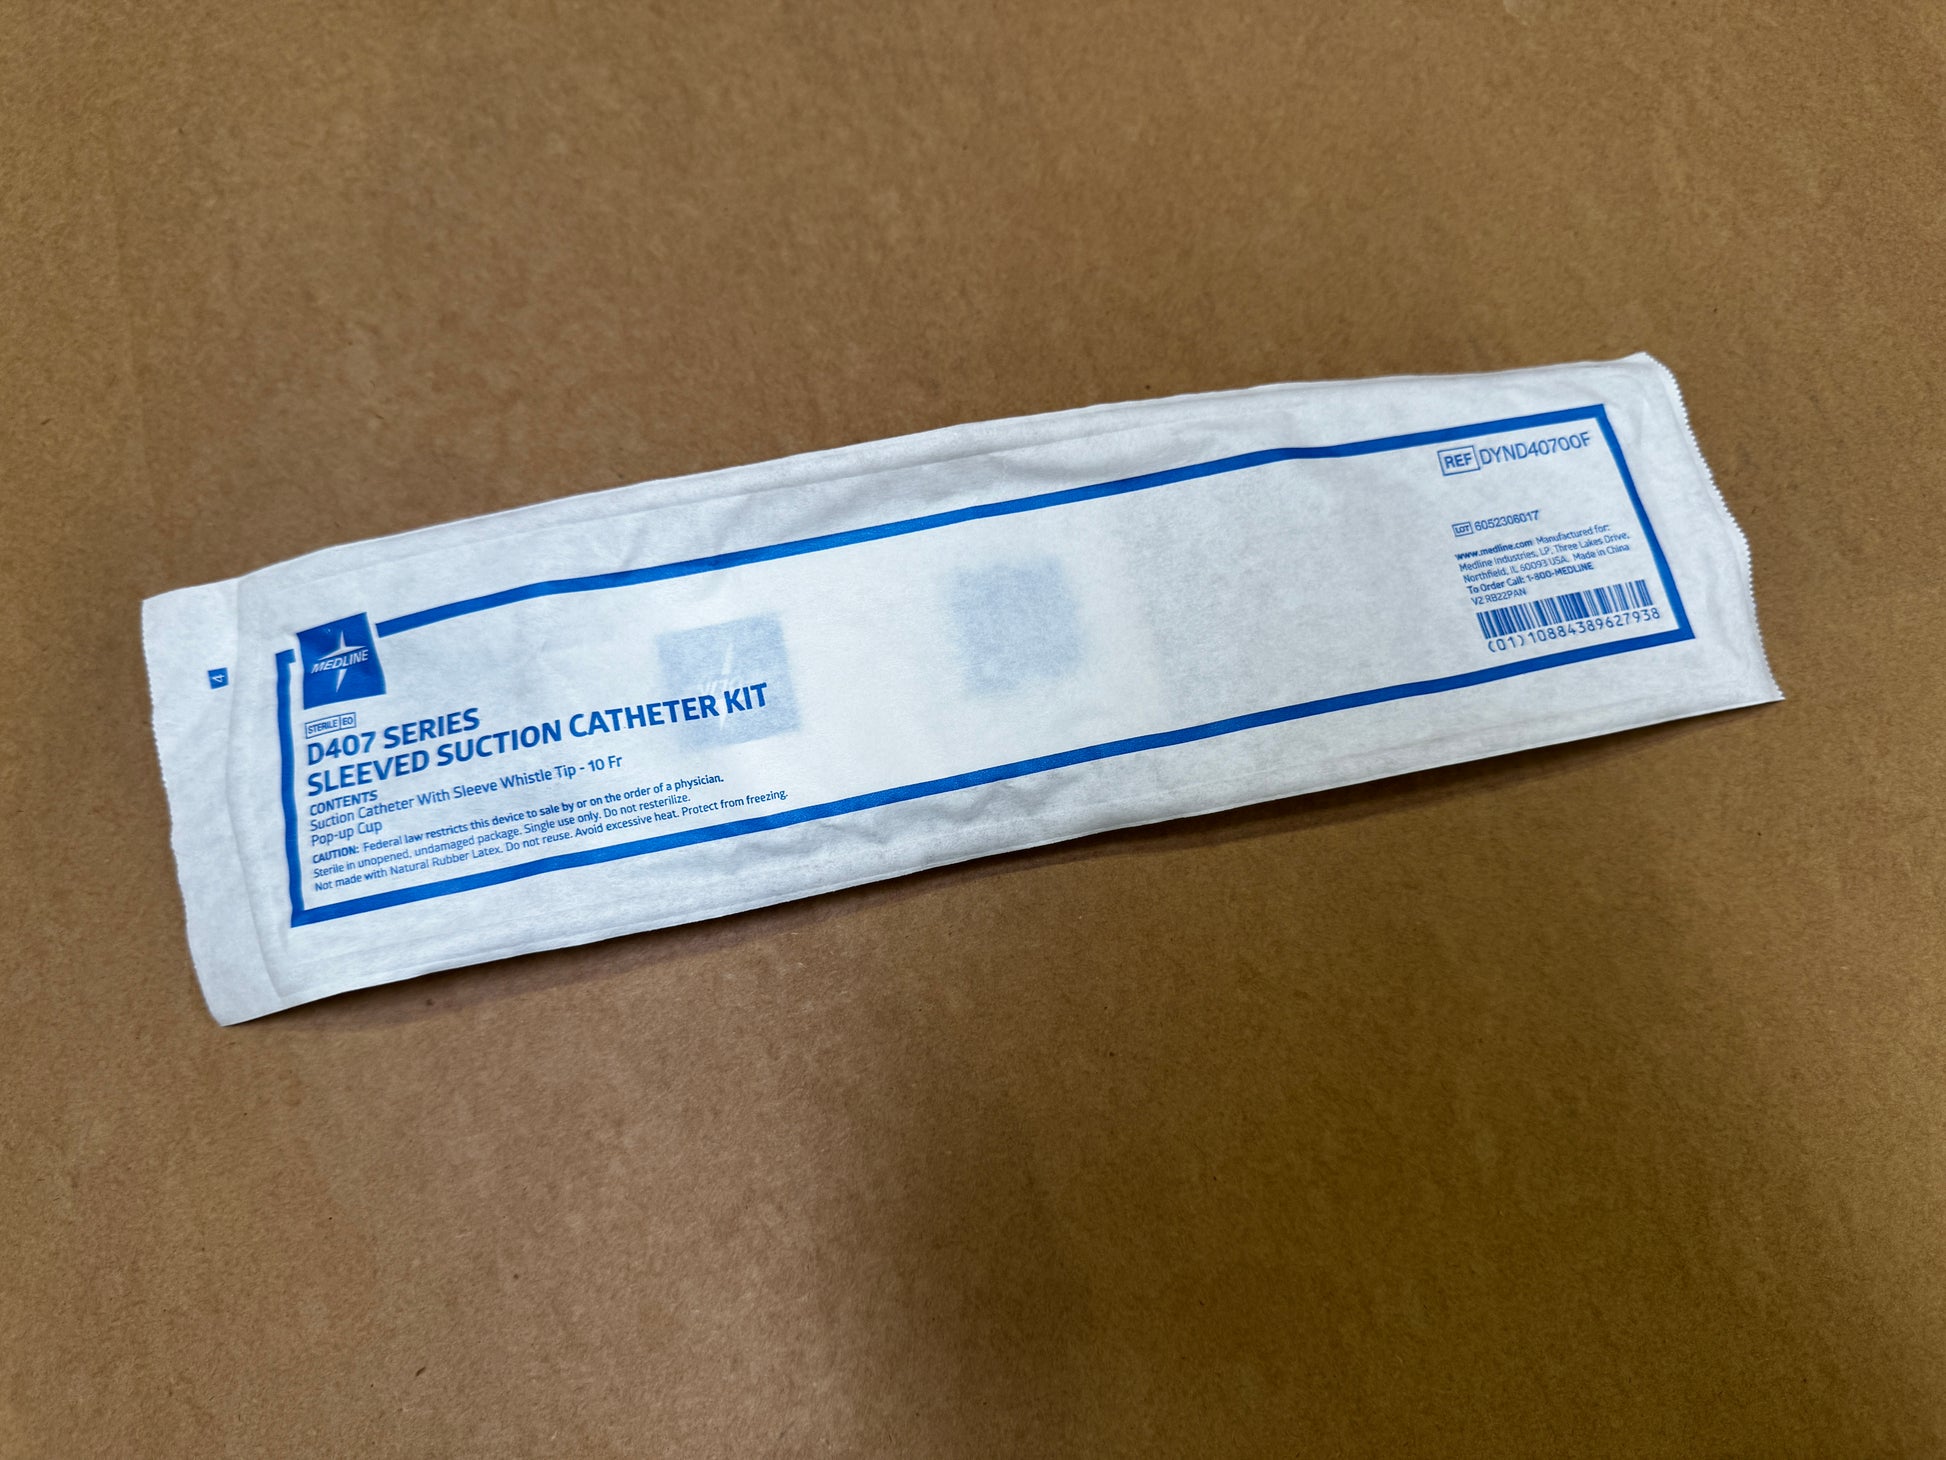 4
MEDLINE
STERILE EO
D407 SERIES
SLEEVED SUCTION CATHETER KIT
CONTENTS
Suction Catheter With Sleeve Whistle Tip - 10 Fr
Pop-up Cup
CAUTION: Federal law restricts this device to sale by or on the order of a physician.
Sterile in unopened, undamaged package. Single use only. Do not resterilize.
Not made with Natural Rubber Latex. Do not reuse. Avoid excessive heat. Protect from freezing.
REF DYND40700F
LOT 6052306017
www.medline.com Manufactured for:
Medline Industries, LP, Three Lakes Drive,
Northfield, IL 60093 USA. Made in China
To Order Call: 1-800-MEDLINE
V2 RB22PAN
(01)10884389627938